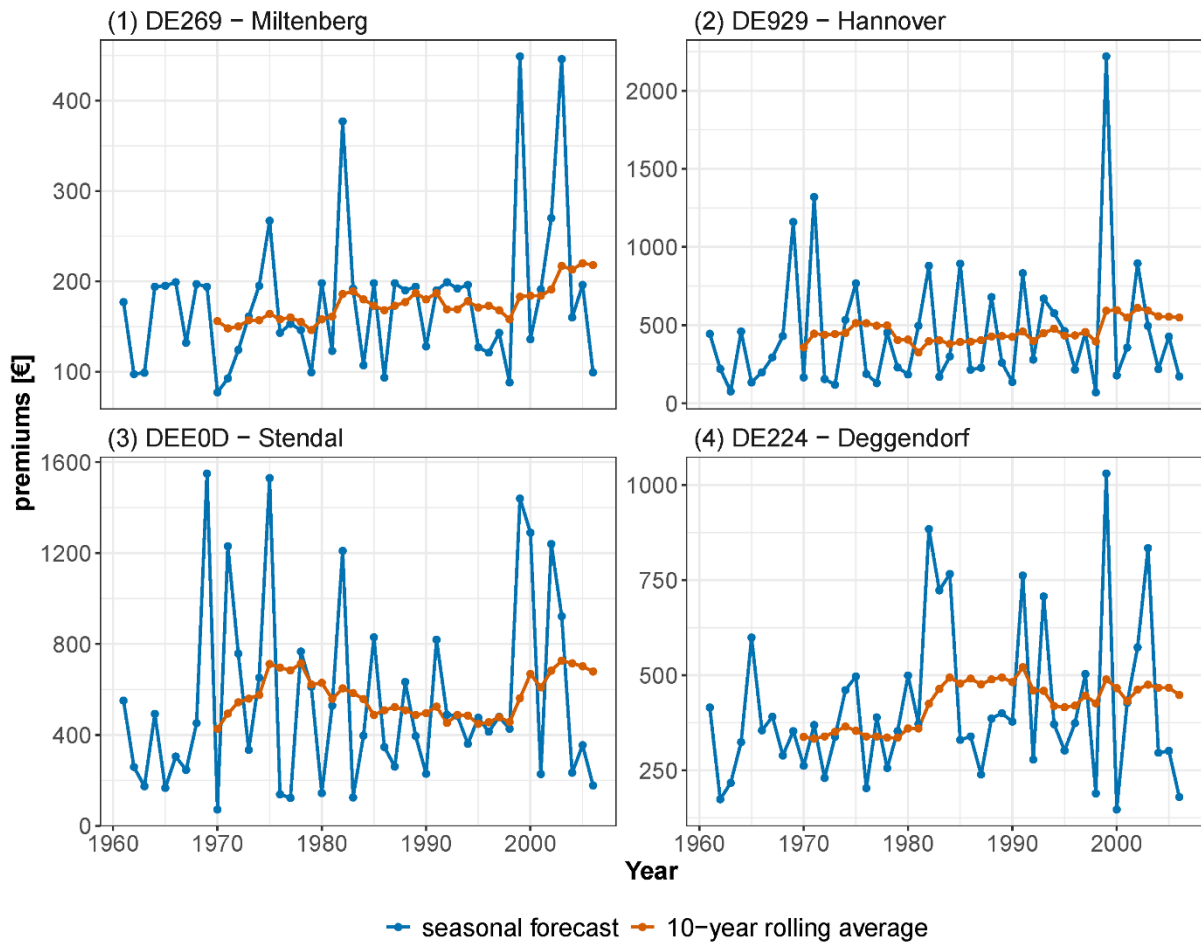 (1) DE269 − Miltenberg
(2) DE929 − Hannover
400
300
200
100
2000
1500
1000
500
0
(3) DEE0D − Stendal
(4) DE224 − Deggendorf
1600
1200
800
400
0
1000
750
500
250
1960 1970 1980 1990 2000
1960 1970 1980 1990 2000
premiums [€]
Year
seasonal forecast 10−year rolling average